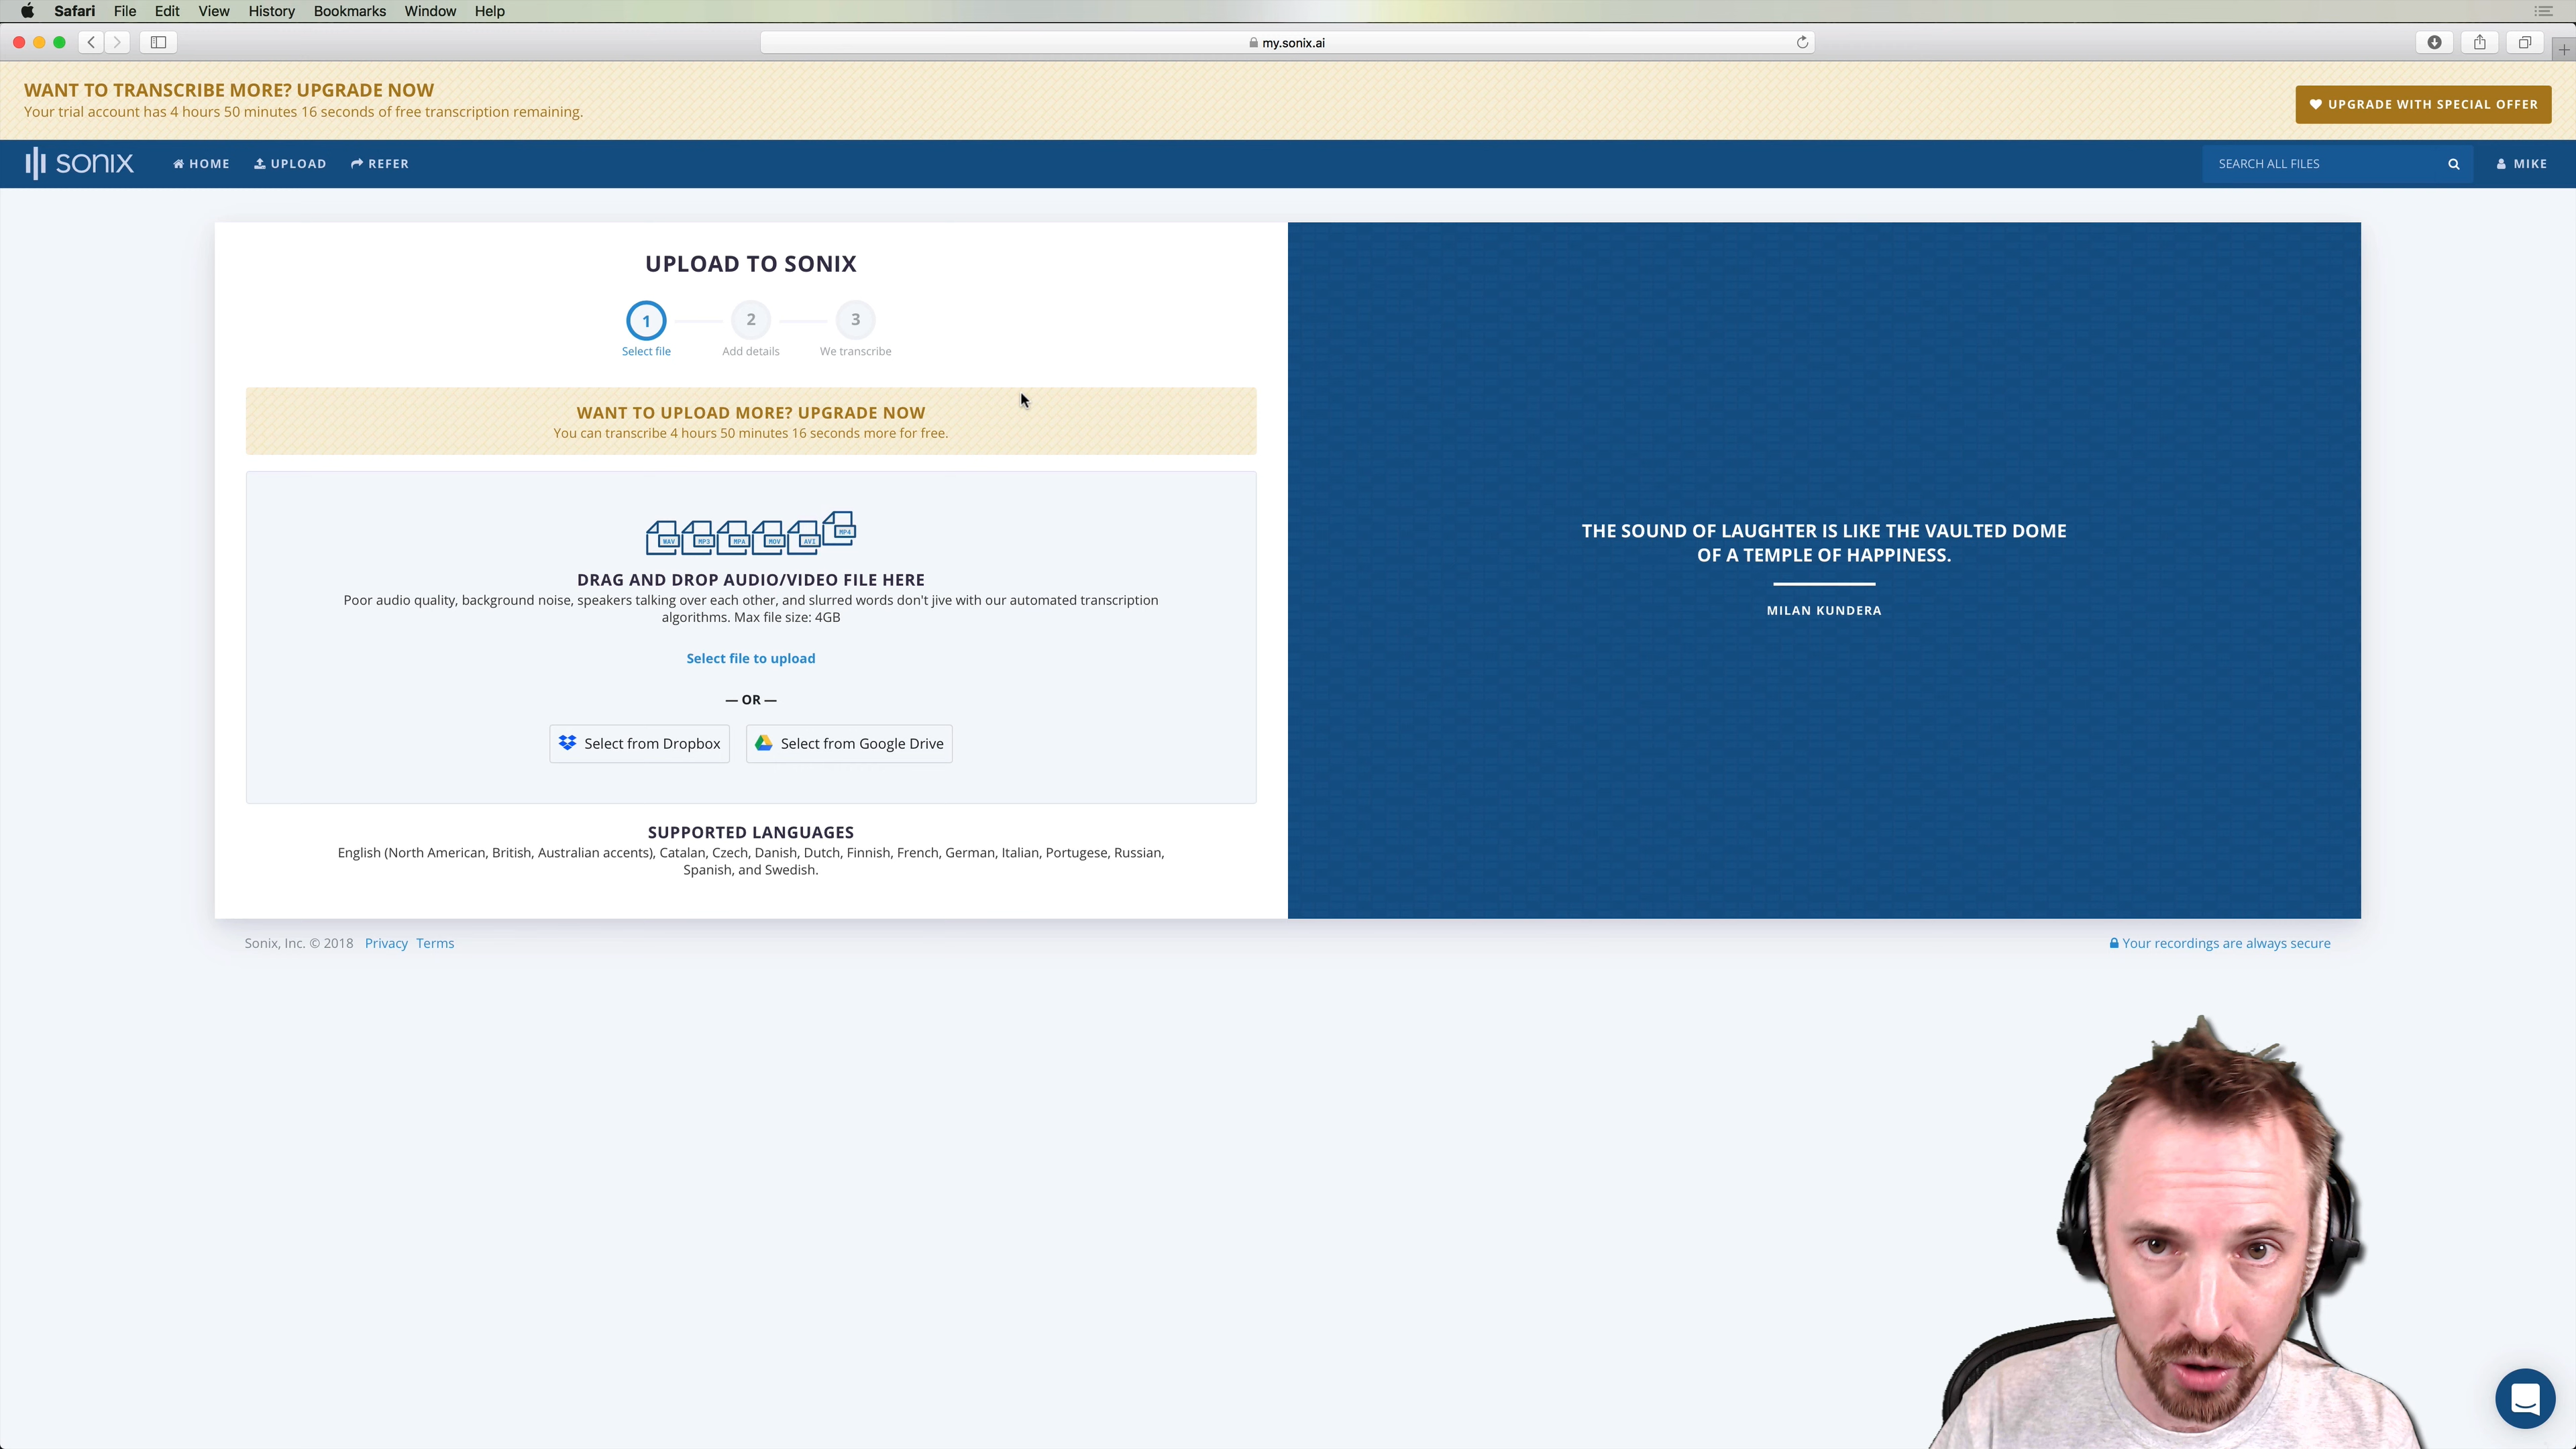 Safari File Edit View History Bookmarks Window Help
my.sonix.ai
WANT TO TRANSCRIBE MORE? UPGRADE NOW
Your trial account has 4 hours 50 minutes 16 seconds of free transcription remaining.
UPGRADE WITH SPECIAL OFFER
SONIX HOME UPLOAD REFER
SEARCH ALL FILES
MIKE
UPLOAD TO SONIX
1 2 3
Select file Add details We transcribe
WANT TO UPLOAD MORE? UPGRADE NOW
You can transcribe 4 hours 50 minutes 16 seconds more for free.
WAV MP3 MPA MOV AVI MP4
DRAG AND DROP AUDIO/VIDEO FILE HERE
Poor audio quality, background noise, speakers talking over each other, and slurred words don't jive with our automated transcription
algorithms. Max file size: 4GB
Select file to upload
— OR —
Select from Dropbox Select from Google Drive
SUPPORTED LANGUAGES
English (North American, British, Australian accents), Catalan, Czech, Danish, Dutch, Finnish, French, German, Italian, Portugese, Russian,
Spanish, and Swedish.
THE SOUND OF LAUGHTER IS LIKE THE VAULTED DOME
OF A TEMPLE OF HAPPINESS.
MILAN KUNDERA
Sonix, Inc. © 2018 Privacy Terms
Your recordings are always secure